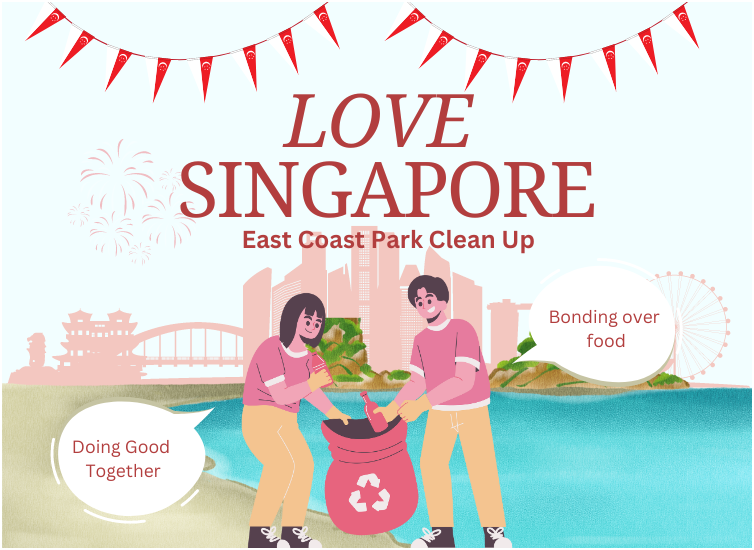 LOVE
SINGAPORE
East Coast Park Clean Up
Bonding over
food
Doing Good
Together